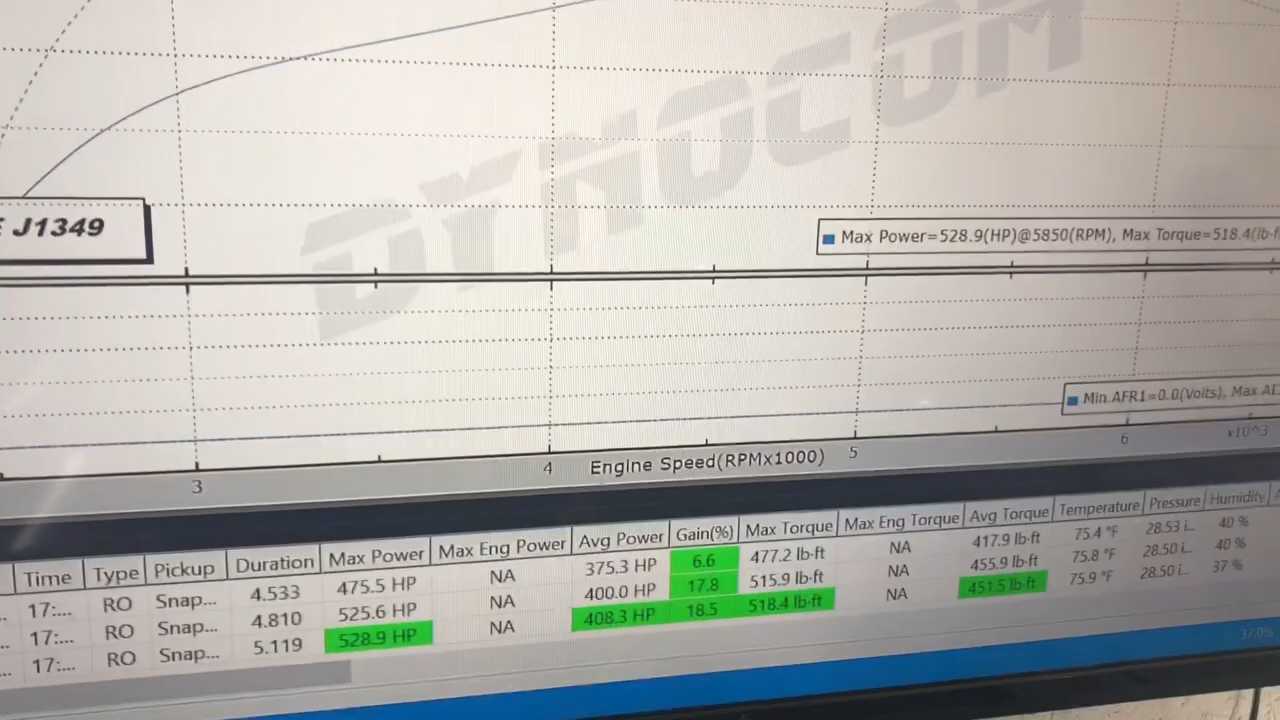 DYNOCOM
J1349
Max Power=528.9(HP)@5850(RPM), Max Torque=518.4(lb-f
Min AFR1=0.0(Volts), Max
3 4 Engine Speed(RPMx1000) 5 6 x10^3
Time Type Pickup Duration Max Power Max Eng Power Avg Power Gain(%) Max Torque Max Eng Torque Avg Torque Temperature Pressure Humidity
17:... RO Snap... 4.533 475.5 HP NA 375.3 HP 6.6 477.2 lb-ft NA 417.9 lb-ft 75.4 °F 28.53 i... 40 %
17:... RO Snap... 4.810 525.6 HP NA 400.0 HP 17.8 515.9 lb-ft NA 455.9 lb-ft 75.8 °F 28.50 i... 40 %
17:... RO Snap... 5.119 528.9 HP NA 408.3 HP 18.5 518.4 lb-ft NA 451.5 lb-ft 75.9 °F 28.50 i... 37 %
37.0%